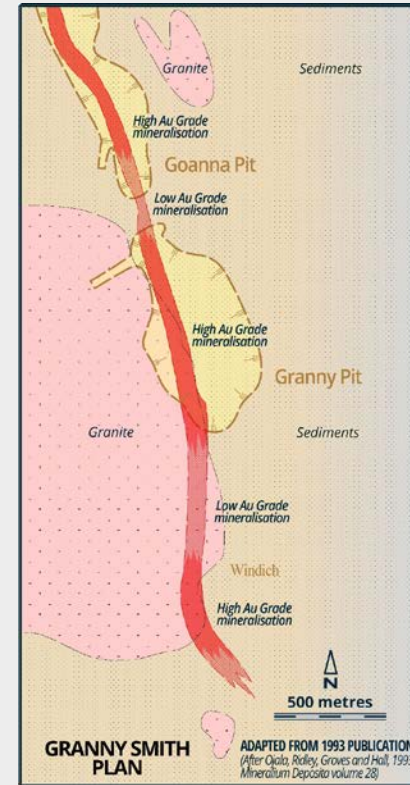 Granite
Sediments
High Au Grade
mineralisation
Goanna Pit
Low Au Grade
mineralisation
High Au Grade
mineralisation
Granny Pit
Granite
Sediments
Low Au Grade
mineralisation
Windich
High Au Grade
mineralisation
N
500 metres
GRANNY SMITH
PLAN
ADAPTED FROM 1993 PUBLICATION
(After Ojala, Ridley, Groves and Hall, 1993
Mineralium Deposita volume 28)